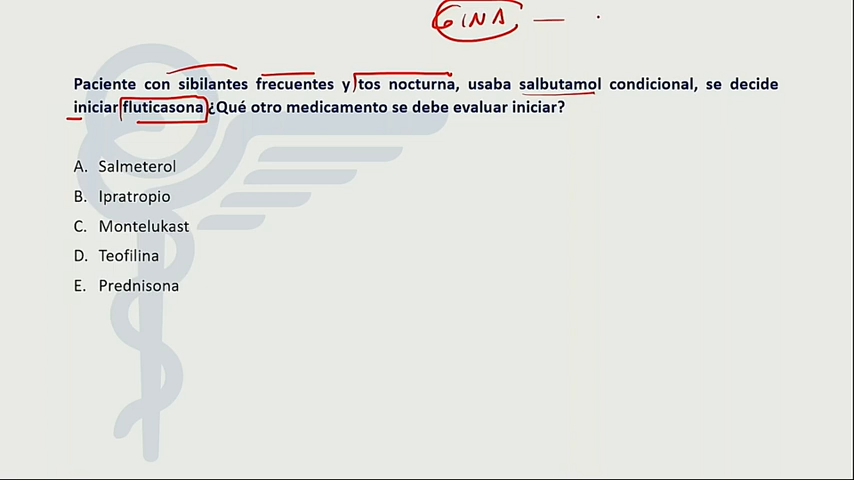 GINA —
Paciente con sibilantes frecuentes y tos nocturna, usaba salbutamol condicional, se decide
iniciar fluticasona ¿Qué otro medicamento se debe evaluar iniciar?
A. Salmeterol
B. Ipratropio
C. Montelukast
D. Teofilina
E. Prednisona